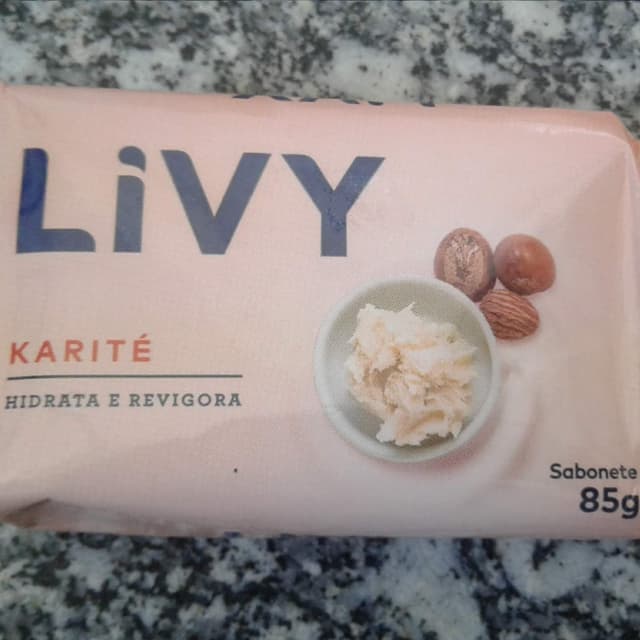 LiVY
KARITÉ
HIDRATA E REVIGORA
Sabonete
85g